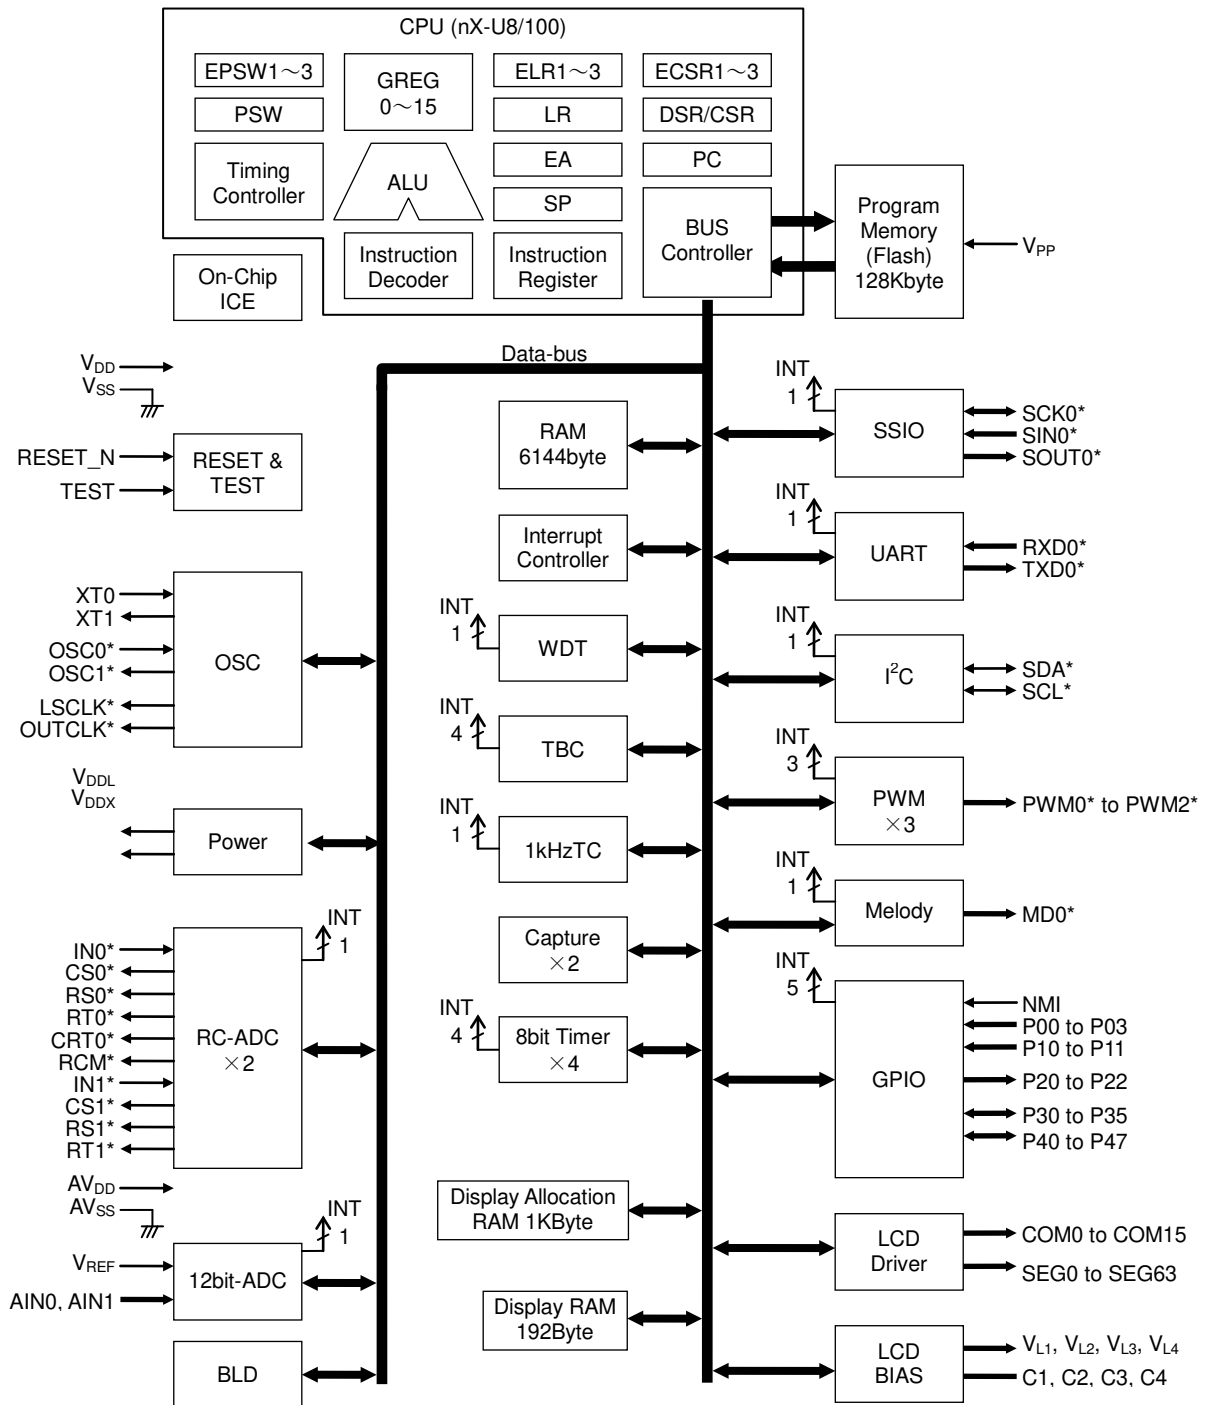 CPU (nX-U8/100)
EPSW1～3
GREG
0～15
ELR1～3
ECSR1～3
PSW
LR
DSR/CSR
Timing
Controller
ALU
EA
PC
SP
BUS
Controller
Program
Memory
(Flash)
128Kbyte
VPP
On-Chip
ICE
Instruction
Decoder
Instruction
Register
Data-bus
VDD
VSS
RESET_N
TEST
RESET &
TEST
XT0
XT1
OSC0*
OSC1*
LSCLK*
OUTCLK*
OSC
VDDL
VDDX
Power
IN0*
CS0*
RS0*
RT0*
CRT0*
RCM*
IN1*
CS1*
RS1*
RT1*
RC-ADC
×2
INT
1
AVDD
AVSS
VREF
AIN0, AIN1
12bit-ADC
INT
1
BLD
RAM
6144byte
Interrupt
Controller
INT
1
WDT
INT
4
TBC
INT
1
1kHzTC
Capture
×2
INT
4
8bit Timer
×4
Display Allocation
RAM 1KByte
Display RAM
192Byte
INT
1
SSIO
SCK0*
SIN0*
SOUT0*
INT
1
UART
RXD0*
TXD0*
INT
1
I2C
SDA*
SCL*
INT
3
PWM
×3
PWM0* to PWM2*
INT
1
Melody
MD0*
INT
5
GPIO
NMI
P00 to P03
P10 to P11
P20 to P22
P30 to P35
P40 to P47
LCD
Driver
COM0 to COM15
SEG0 to SEG63
LCD
BIAS
VL1, VL2, VL3, VL4
C1, C2, C3, C4